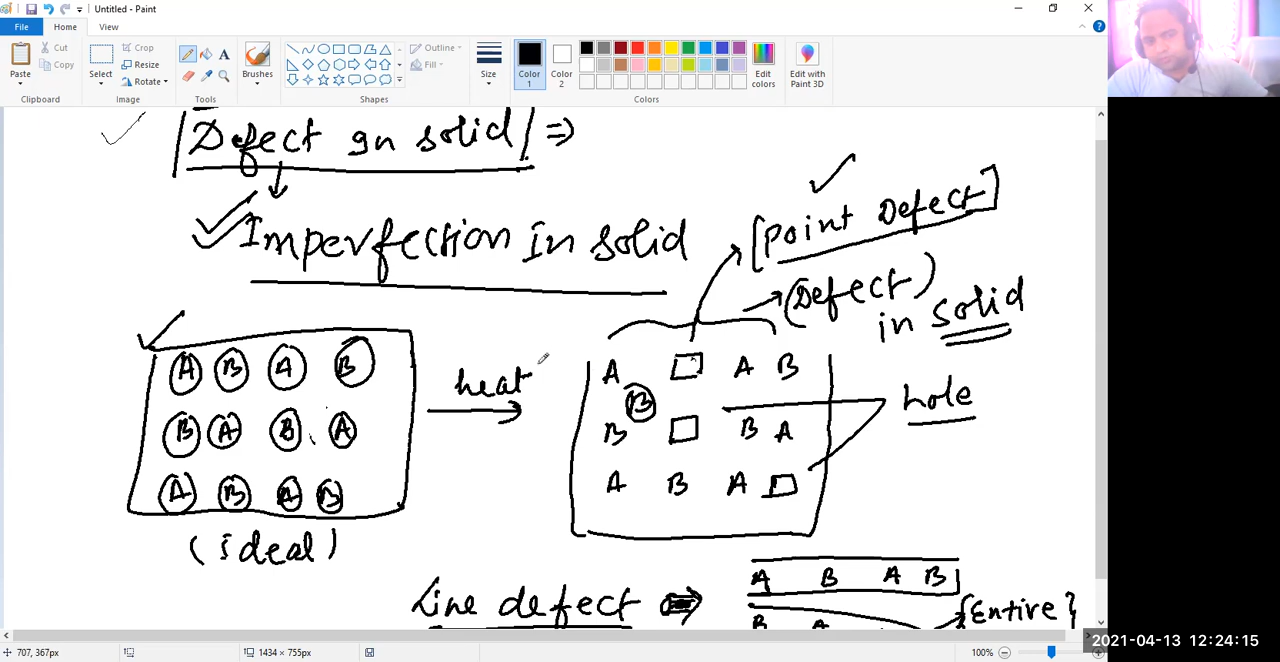 Untitled - Paint
File Home View
Paste Cut Copy Clipboard
Select Crop Resize Rotate Image
Tools
Brushes
Shapes Outline Fill
Size
Color 1 Color 2 Edit colors Colors
Edit with Paint 3D
Defect In solid ⇒
Imperfection In solid
[Point Defect]
(Defect) in solid
A B A B
B A B A
A B A B
(ideal)
heat →
A □ A B
B
B □ B A
A B A □
hole
Line defect ⇒
A B A B
B A
{Entire}
707, 367px 1434 × 755px 100%
2021-04-13 12:24:15